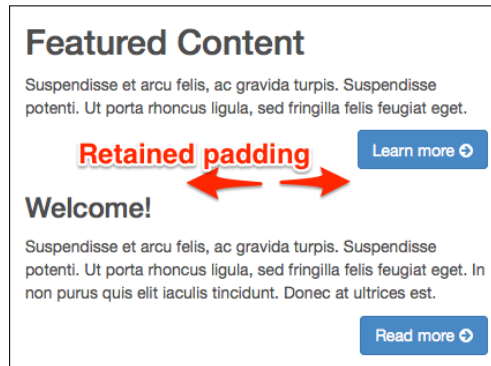 Featured Content
Suspendisse et arcu felis, ac gravida turpis. Suspendisse
potenti. Ut porta rhoncus ligula, sed fringilla felis feugiat eget.
Learn more
Retained padding
Welcome!
Suspendisse et arcu felis, ac gravida turpis. Suspendisse
potenti. Ut porta rhoncus ligula, sed fringilla felis feugiat eget. In
non purus quis elit iaculis tincidunt. Donec at ultrices est.
Read more